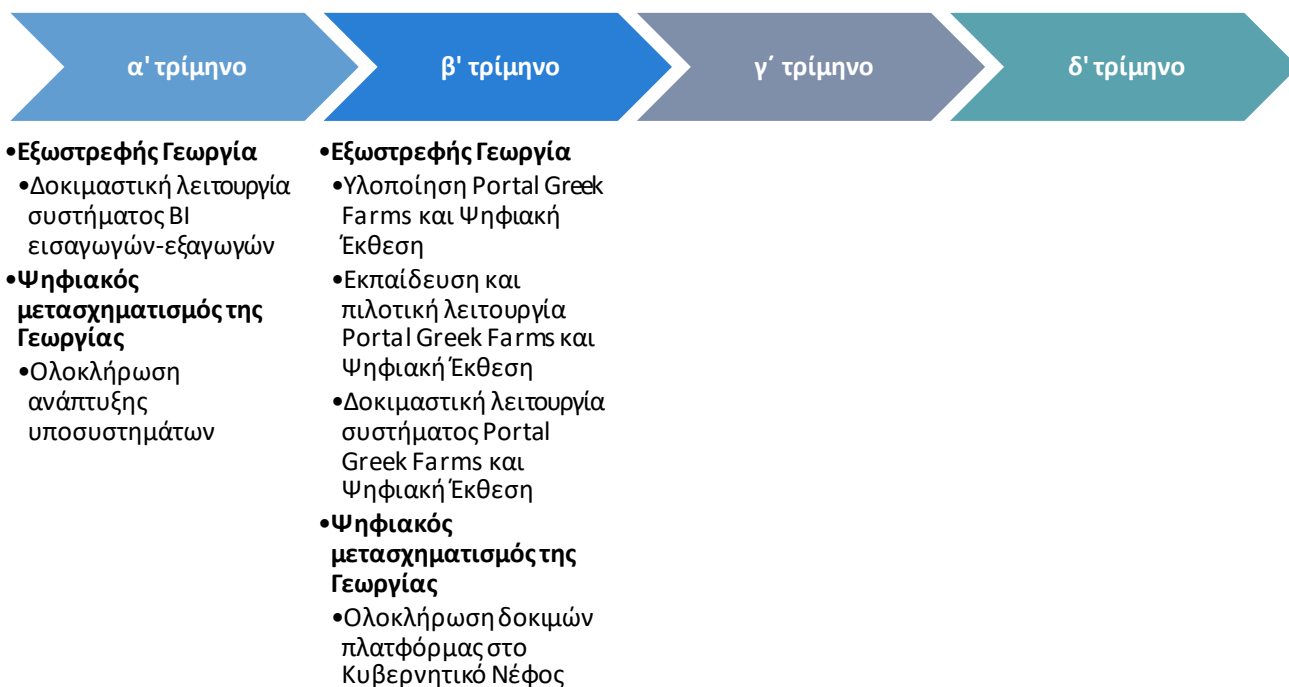 α' τρίμηνο
β' τρίμηνο
γ΄ τρίμηνο
δ' τρίμηνο
•Εξωστρεφής Γεωργία
•Δοκιμαστική λειτουργία
συστήματος BI
εισαγωγών-εξαγωγών
•Ψηφιακός
μετασχηματισμός της
Γεωργίας
•Ολοκλήρωση
ανάπτυξης
υποσυστημάτων
•Εξωστρεφής Γεωργία
•Υλοποίηση Portal Greek
Farms και Ψηφιακή
Έκθεση
•Εκπαίδευση και
πιλοτική λειτουργία
Portal Greek Farms και
Ψηφιακή Έκθεση
•Δοκιμαστική λειτουργία
συστήματος Portal
Greek Farms και
Ψηφιακή Έκθεση
•Ψηφιακός
μετασχηματισμός της
Γεωργίας
•Ολοκλήρωση δοκιμών
πλατφόρμας στο
Κυβερνητικό Νέφος